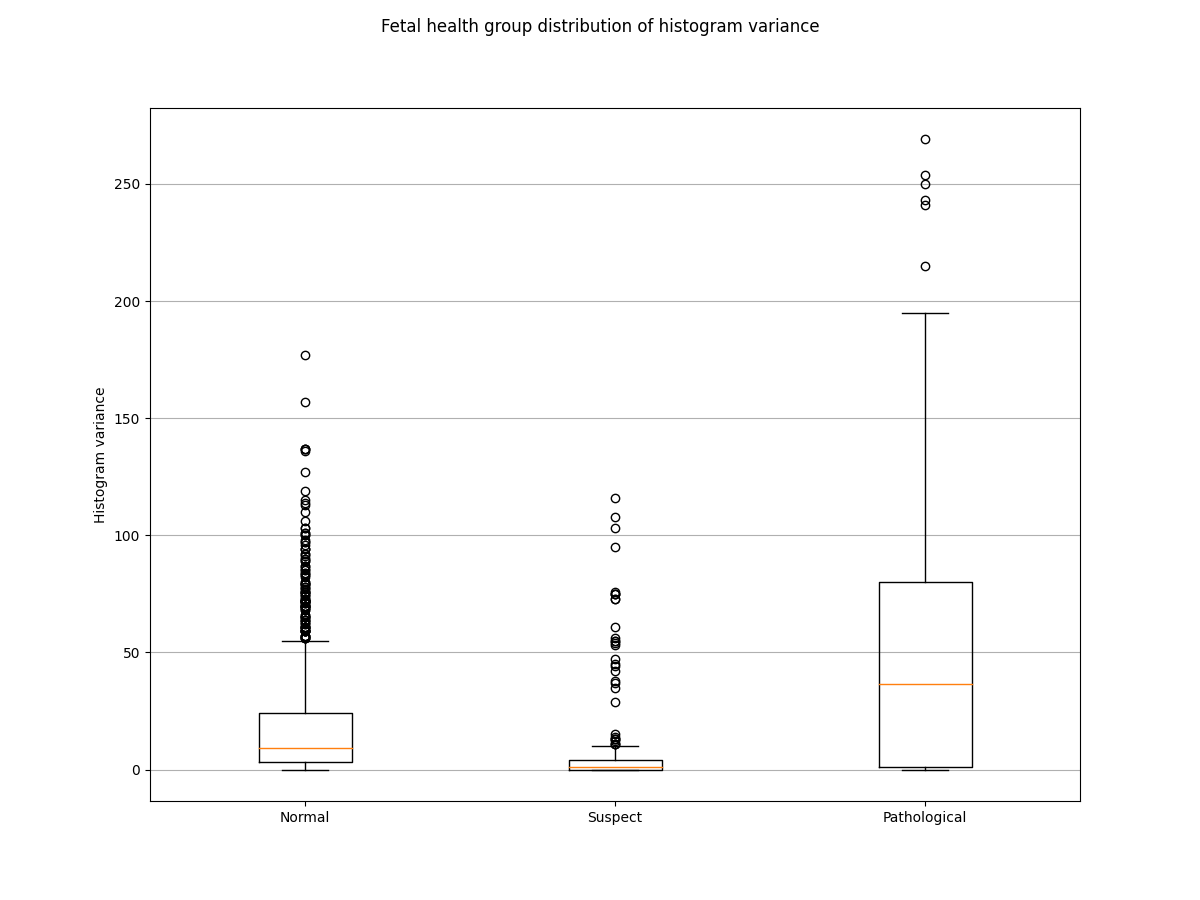 Fetal health group distribution of histogram variance
Histogram variance
250
200
150
100
50
0
Normal Suspect Pathological